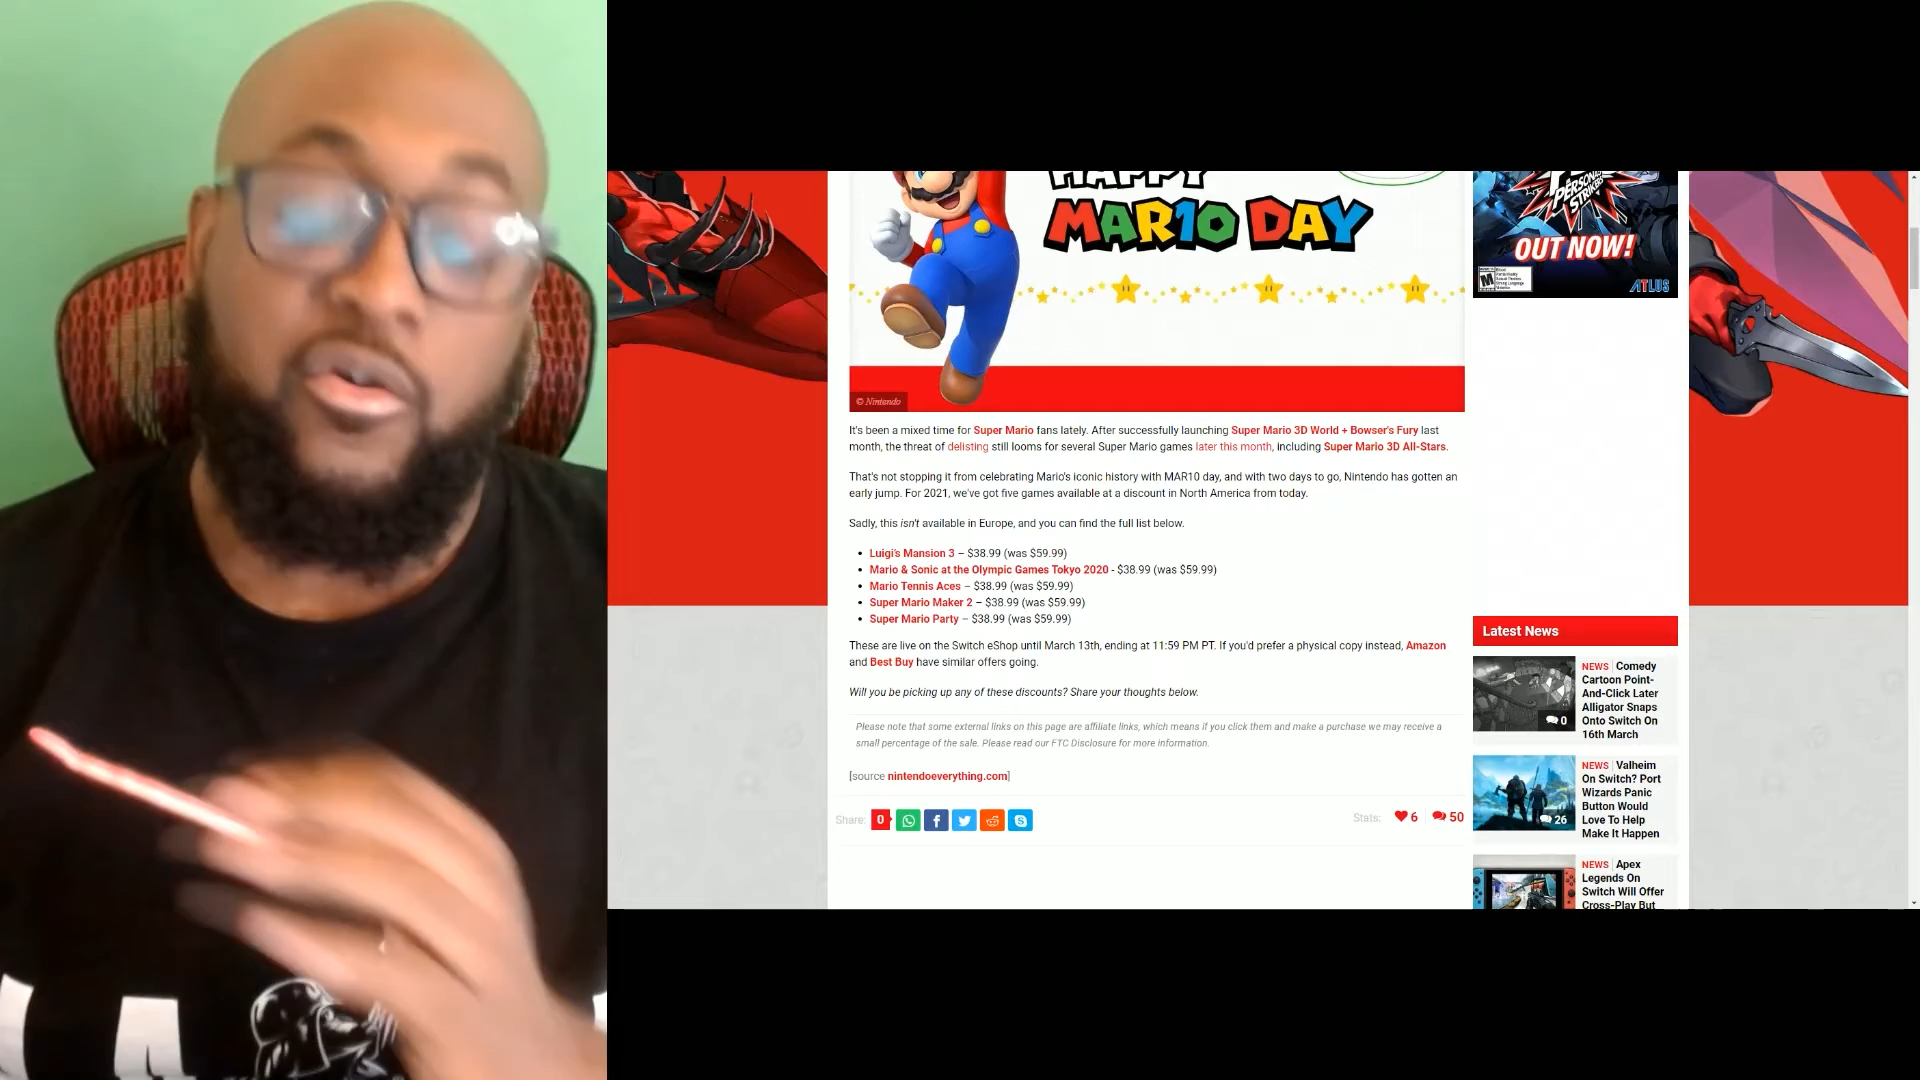 HAPPY
MAR10 DAY
© Nintendo
It's been a mixed time for Super Mario fans lately. After successfully launching Super Mario 3D World + Bowser's Fury last
month, the threat of delisting still looms for several Super Mario games later this month, including Super Mario 3D All-Stars.
That's not stopping it from celebrating Mario's iconic history with MAR10 day, and with two days to go, Nintendo has gotten an
early jump. For 2021, we've got five games available at a discount in North America from today.
Sadly, this isn't available in Europe, and you can find the full list below.
Luigi's Mansion 3 – $38.99 (was $59.99)
Mario & Sonic at the Olympic Games Tokyo 2020 - $38.99 (was $59.99)
Mario Tennis Aces – $38.99 (was $59.99)
Super Mario Maker 2 – $38.99 (was $59.99)
Super Mario Party – $38.99 (was $59.99)
These are live on the Switch eShop until March 13th, ending at 11:59 PM PT. If you'd prefer a physical copy instead, Amazon
and Best Buy have similar offers going.
Will you be picking up any of these discounts? Share your thoughts below.
Please note that some external links on this page are affiliate links, which means if you click them and make a purchase we may receive a
small percentage of the sale. Please read our FTC Disclosure for more information.
[source nintendoeverything.com]
Share: 0
Stats: 6 50
PERSONA
STRIKERS
OUT NOW!
M
ATLUS
Latest News
NEWS | Comedy
Cartoon Point-
And-Click Later
Alligator Snaps
Onto Switch On
16th March
0
NEWS | Valheim
On Switch? Port
Wizards Panic
Button Would
Love To Help
Make It Happen
26
NEWS | Apex
Legends On
Switch Will Offer
Cross-Play But